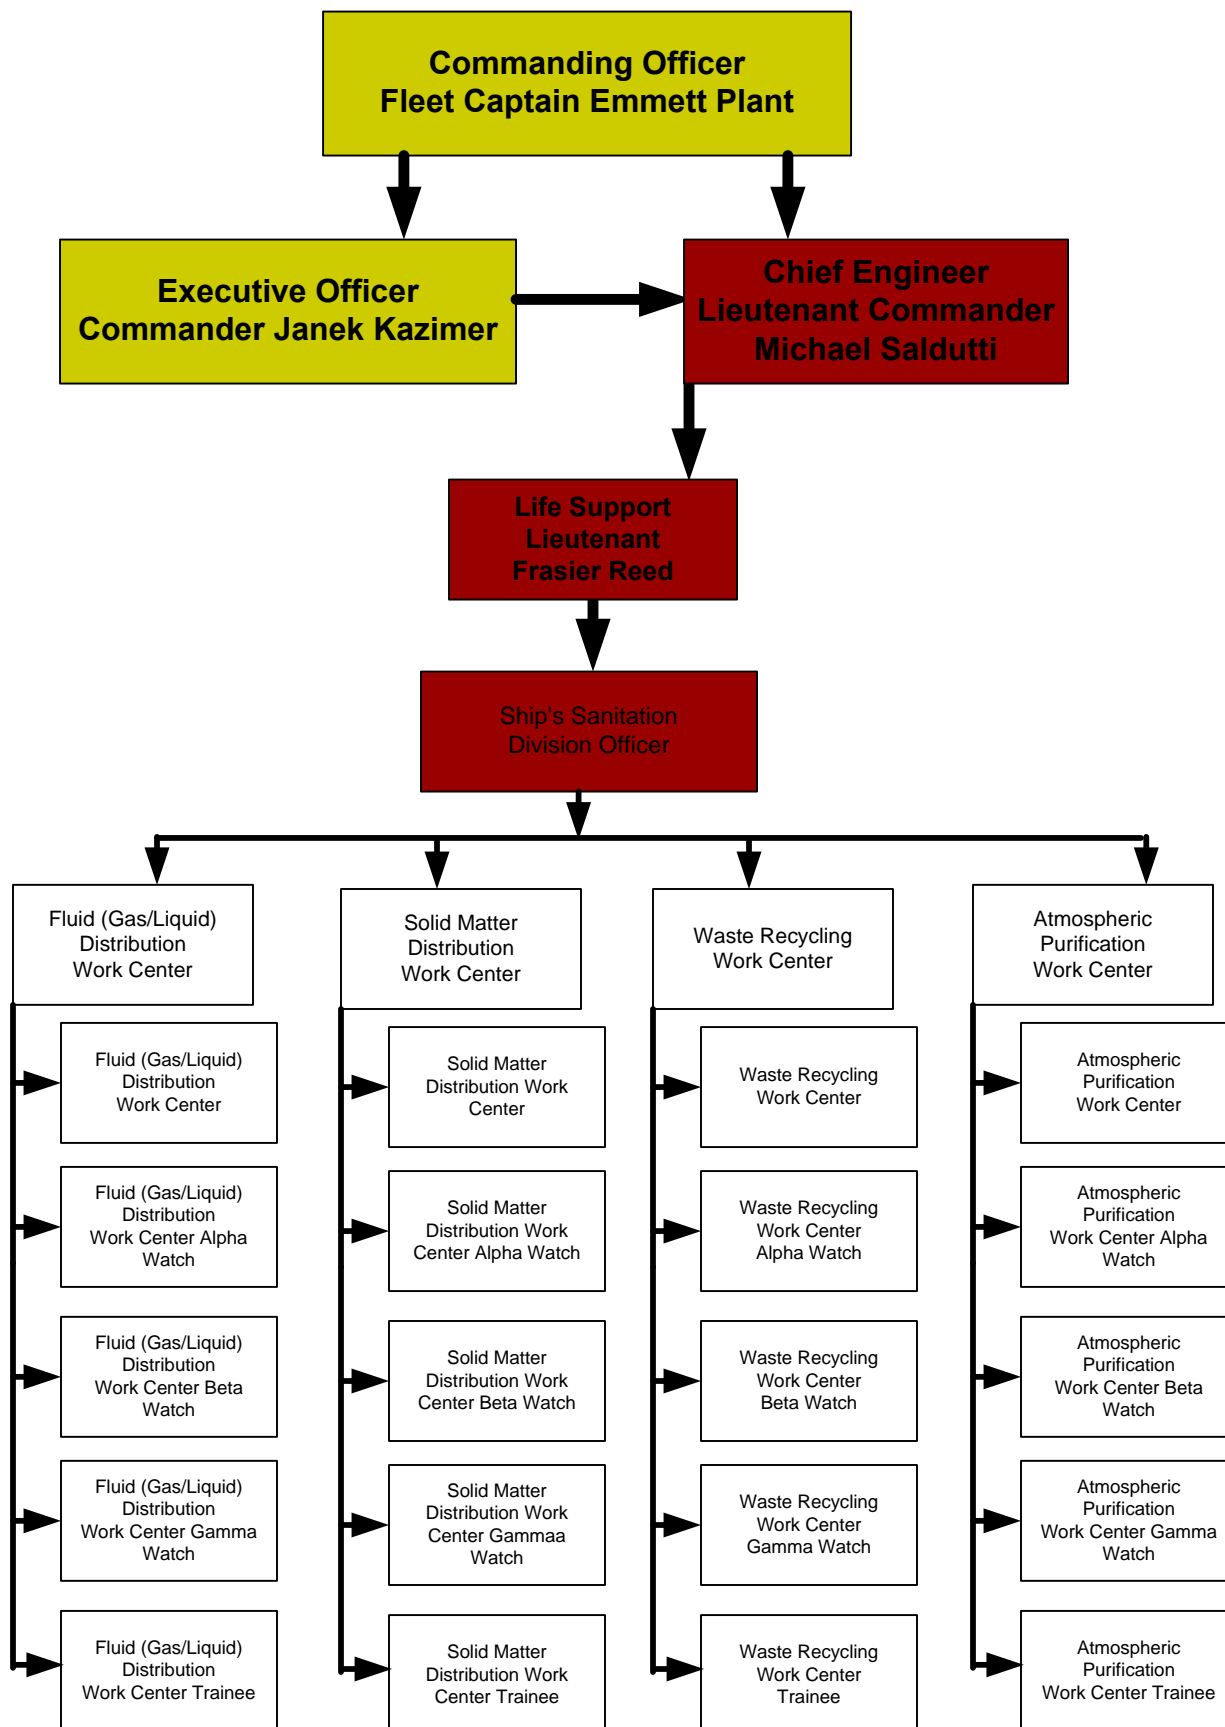 Commanding Officer
Fleet Captain Emmett Plant
Executive Officer
Commander Janek Kazimer
Chief Engineer
Lieutenant Commander
Michael Saldutti
Life Support
Lieutenant
Frasier Reed
Ship's Sanitation
Division Officer
Fluid (Gas/Liquid)
Distribution
Work Center
Solid Matter
Distribution
Work Center
Waste Recycling
Work Center
Atmospheric
Purification
Work Center
Fluid (Gas/Liquid)
Distribution
Work Center
Solid Matter
Distribution Work
Center
Waste Recycling
Work Center
Atmospheric
Purification
Work Center
Fluid (Gas/Liquid)
Distribution
Work Center Alpha
Watch
Solid Matter
Distribution Work
Center Alpha Watch
Waste Recycling
Work Center
Alpha Watch
Atmospheric
Purification
Work Center Alpha
Watch
Fluid (Gas/Liquid)
Distribution
Work Center Beta
Watch
Solid Matter
Distribution Work
Center Beta Watch
Waste Recycling
Work Center
Beta Watch
Atmospheric
Purification
Work Center Beta
Watch
Fluid (Gas/Liquid)
Distribution
Work Center Gamma
Watch
Solid Matter
Distribution Work
Center Gammaa
Watch
Waste Recycling
Work Center
Gamma Watch
Atmospheric
Purification
Work Center Gamma
Watch
Fluid (Gas/Liquid)
Distribution
Work Center Trainee
Solid Matter
Distribution Work
Center Trainee
Waste Recycling
Work Center
Trainee
Atmospheric
Purification
Work Center Trainee